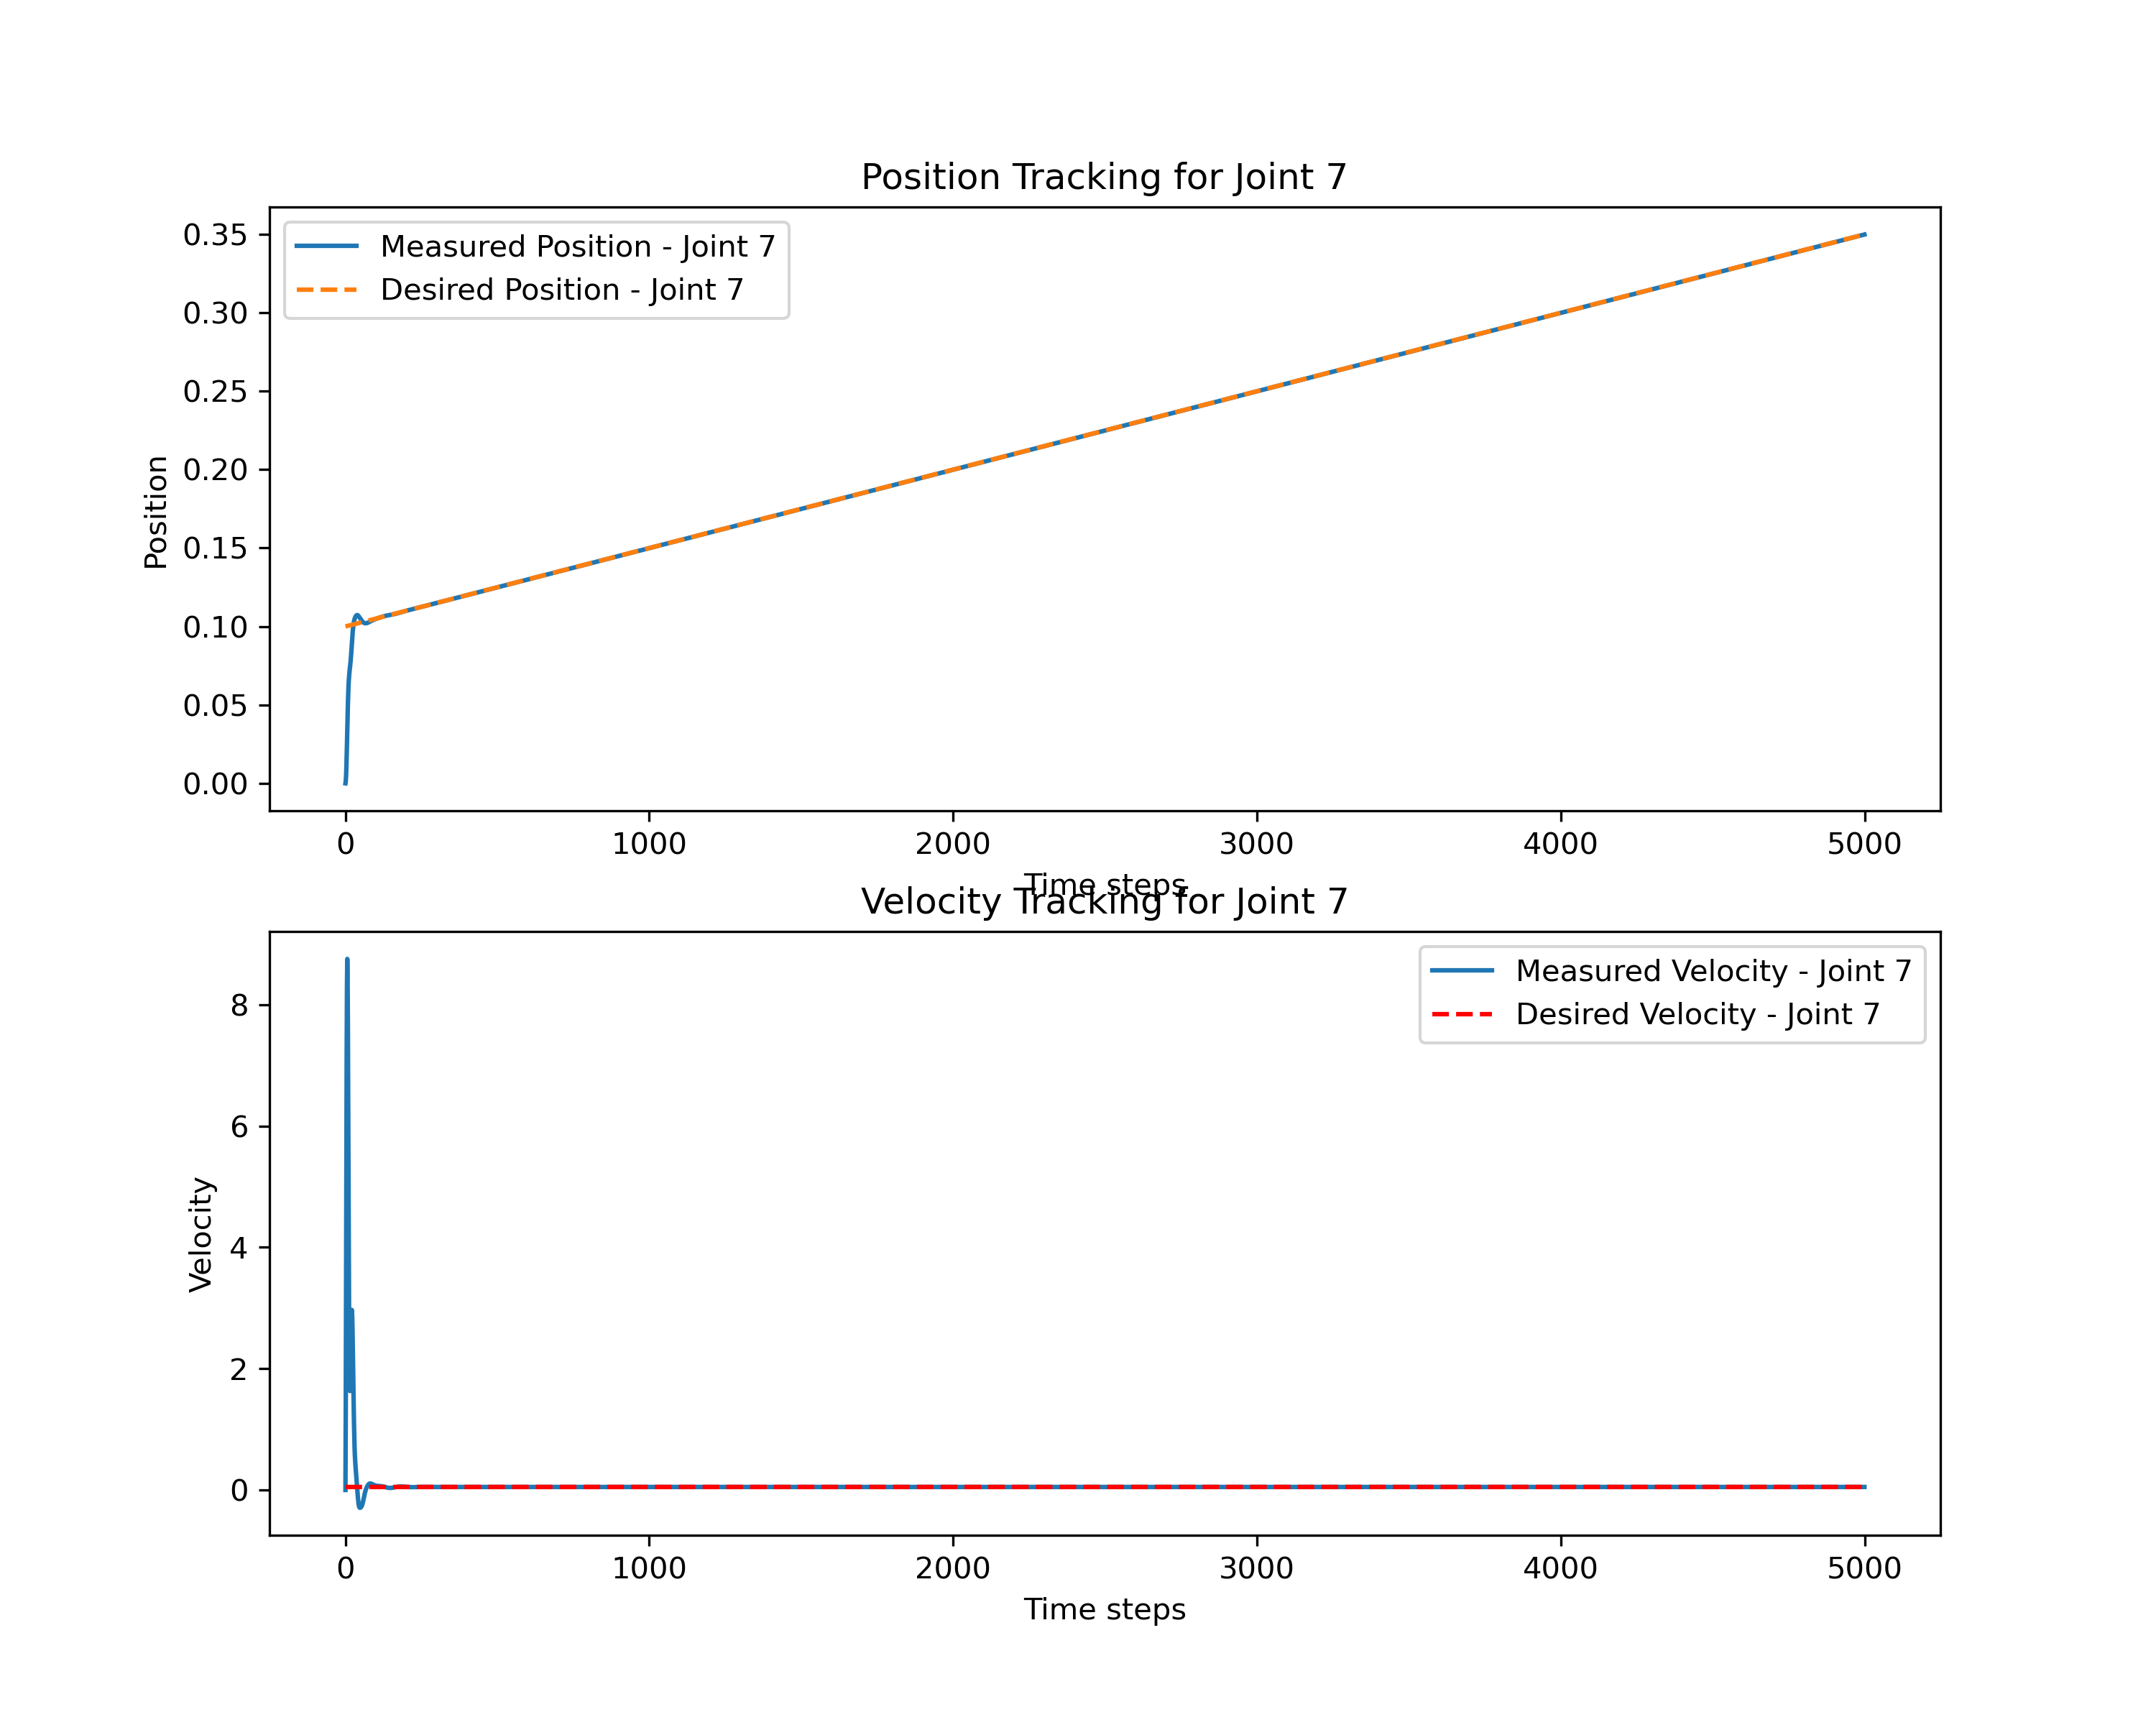 Position Tracking for Joint 7
Measured Position - Joint 7
Desired Position - Joint 7
0.35
0.30
0.25
0.20
0.15
0.10
0.05
0.00
Position
0 1000 2000 3000 4000 5000
Time steps
Velocity Tracking for Joint 7
Measured Velocity - Joint 7
Desired Velocity - Joint 7
8
6
4
2
0
Velocity
0 1000 2000 3000 4000 5000
Time steps